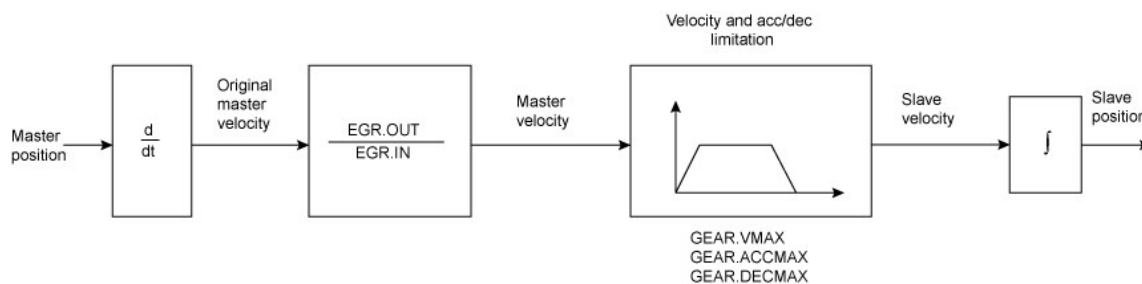 Velocity and acc/dec
limitation
Master
position
d
dt
Original
master
velocity
EGR.OUT
EGR.IN
Master
velocity
GEAR.VMAX
GEAR.ACCMAX
GEAR.DECMAX
Slave
velocity
∫
Slave
position